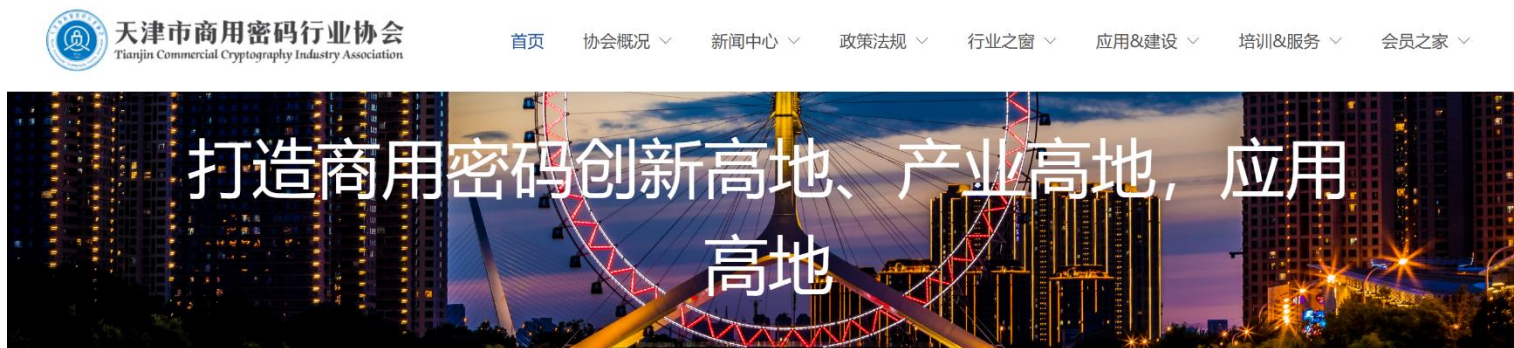 天津市商用密码行业协会
Tianjin Commercial Cryptography Industry Association
首页 协会概况 新闻中心 政策法规 行业之窗 应用&建设 培训&服务 会员之家
打造商用密码创新高地、产业高地，应用
高地